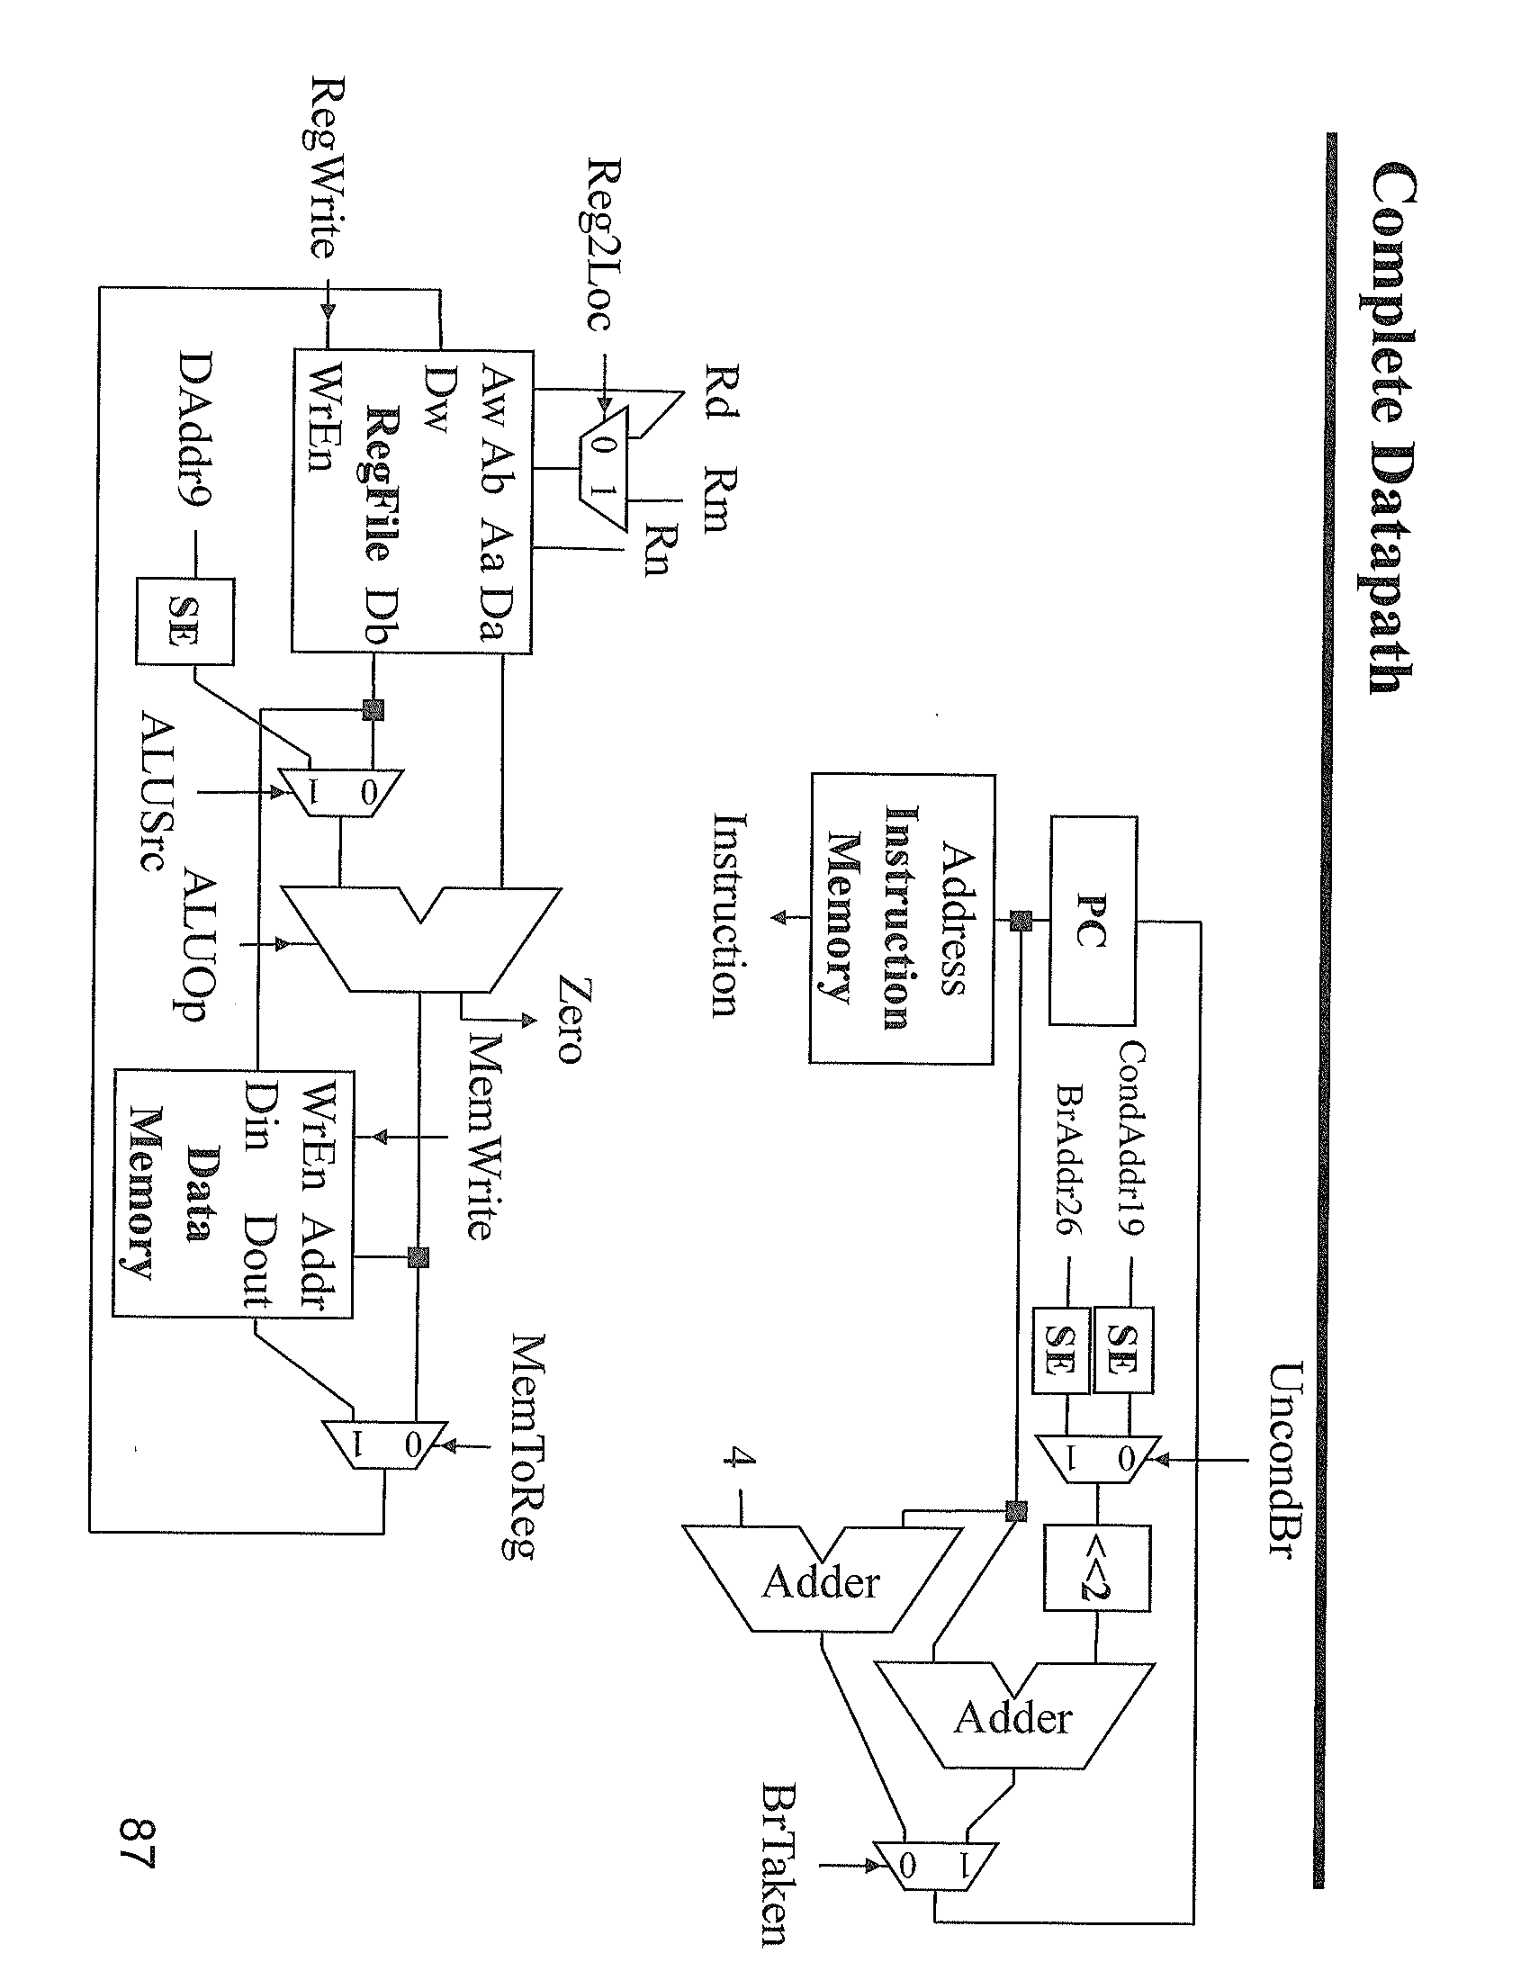 Complete Datapath
UncondBr
CondAddr19
SE
0
BrAddr26
SE
1
<<2
PC
Adder
1
0
Address
Instruction
Memory
Adder
4
BrTaken
Instruction
Rd
Rm
Rn
Reg2Loc
0
1
Zero
MemWrite
MemToReg
Aw Ab Aa Da
Dw
RegFile Db
WrEn
RegWrite
0
1
0
1
WrEn Addr
Din Dout
Data
Memory
DAddr9
SE
ALUSrc
ALUOp
87